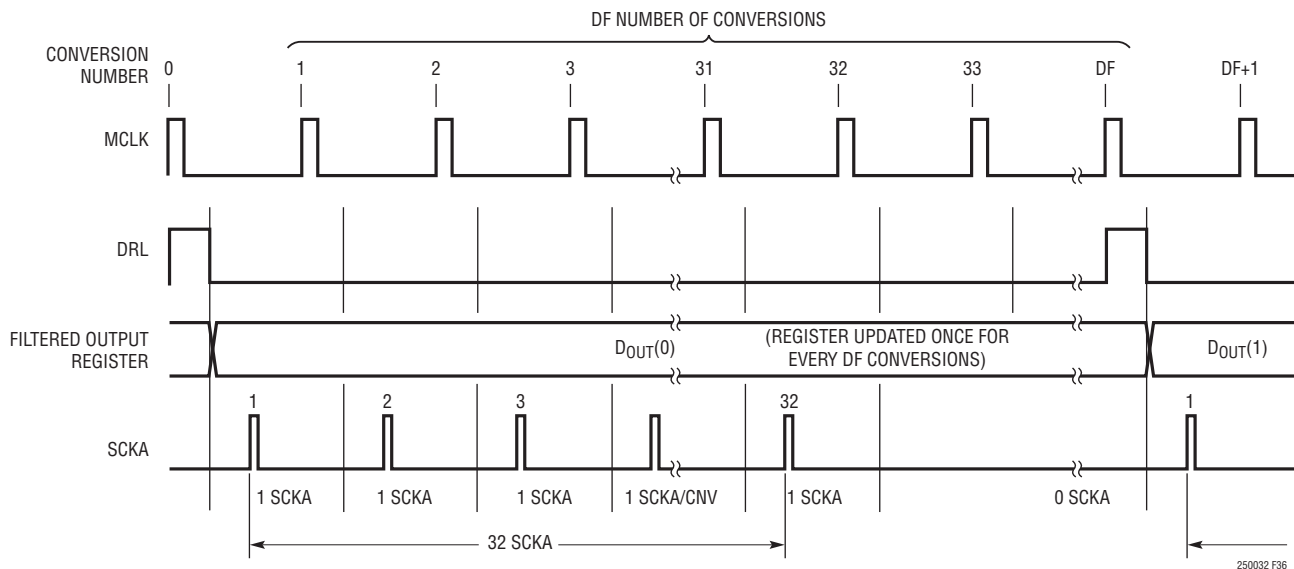 DF NUMBER OF CONVERSIONS
CONVERSION NUMBER
0 1 2 3 31 32 33 DF DF+1
MCLK
DRL
FILTERED OUTPUT REGISTER
DOUT(0)
(REGISTER UPDATED ONCE FOR EVERY DF CONVERSIONS)
DOUT(1)
1 2 3 32 1
SCKA
1 SCKA 1 SCKA 1 SCKA 1 SCKA/CNV 1 SCKA 0 SCKA
32 SCKA
250032 F36